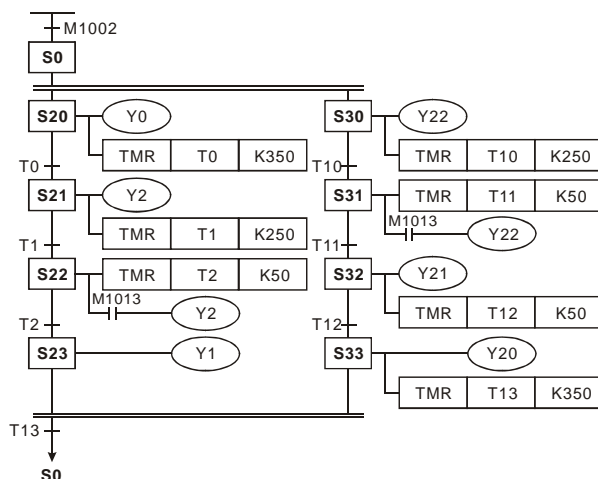 M1002
S0
S20 Y0 S30 Y22
TMR T0 K350 TMR T10 K250
T0 T10
S21 Y2 S31 TMR T11 K50
M1013 Y22
TMR T1 K250
T1 T11
S22 TMR T2 K50 S32 Y21
M1013 Y2 TMR T12 K50
T2 T12
S23 Y1 S33 Y20
TMR T13 K350
T13
S0